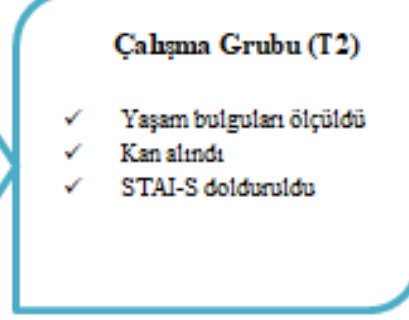 Çalışma Grubu (T2)
✓ Yaşam bulguları ölçüldü
✓ Kan alındı
✓ STAI-S dolduruldu